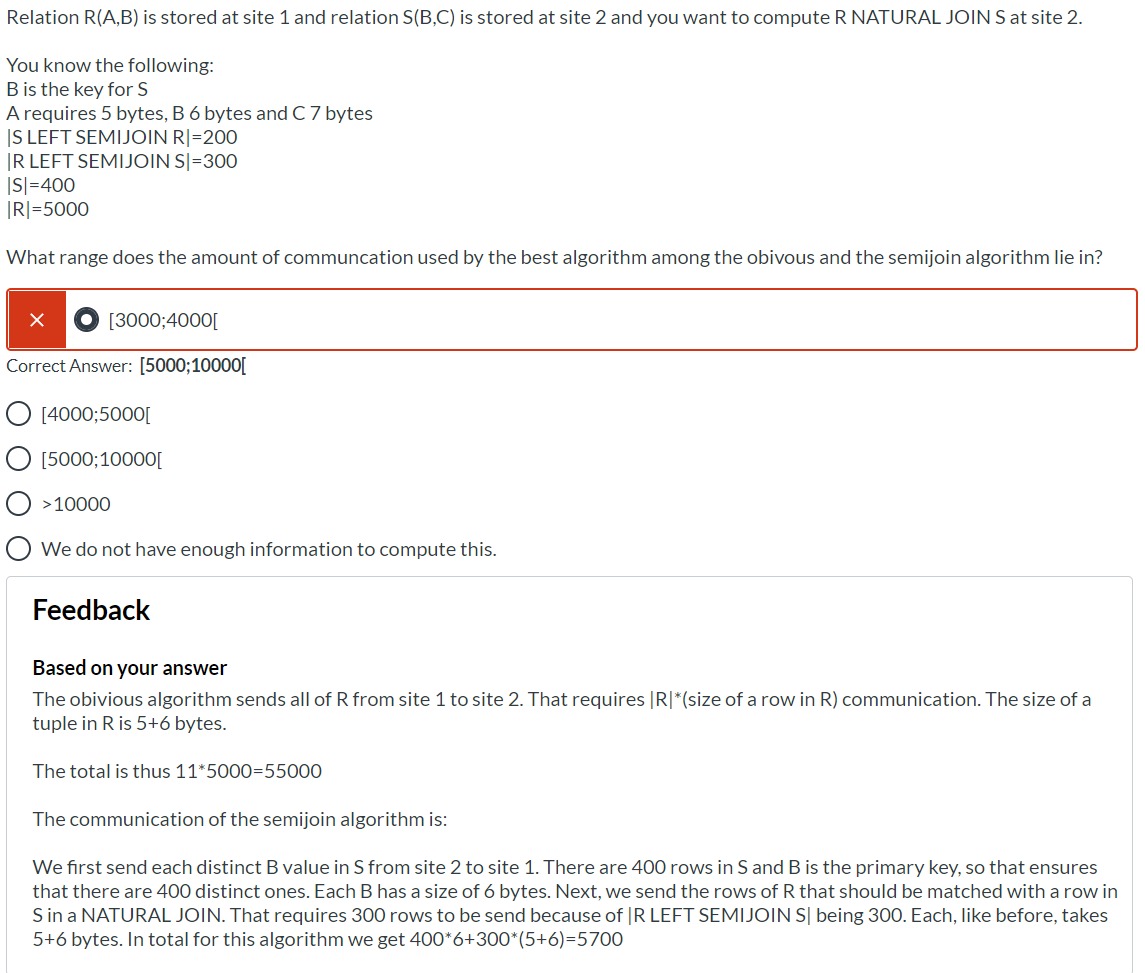 Relation R(A,B) is stored at site 1 and relation S(B,C) is stored at site 2 and you want to compute R NATURAL JOIN S at site 2.
You know the following:
B is the key for S
A requires 5 bytes, B 6 bytes and C 7 bytes
|S LEFT SEMIJOIN R|=200
|R LEFT SEMIJOIN S|=300
|S|=400
|R|=5000
What range does the amount of communcation used by the best algorithm among the obivous and the semijoin algorithm lie in?
[3000;4000[
Correct Answer: [5000;10000[
[4000;5000[
[5000;10000[
>10000
We do not have enough information to compute this.
Feedback
Based on your answer
The obivious algorithm sends all of R from site 1 to site 2. That requires |R|*(size of a row in R) communication. The size of a
tuple in R is 5+6 bytes.
The total is thus 11*5000=55000
The communication of the semijoin algorithm is:
We first send each distinct B value in S from site 2 to site 1. There are 400 rows in S and B is the primary key, so that ensures
that there are 400 distinct ones. Each B has a size of 6 bytes. Next, we send the rows of R that should be matched with a row in
S in a NATURAL JOIN. That requires 300 rows to be send because of |R LEFT SEMIJOIN S| being 300. Each, like before, takes
5+6 bytes. In total for this algorithm we get 400*6+300*(5+6)=5700